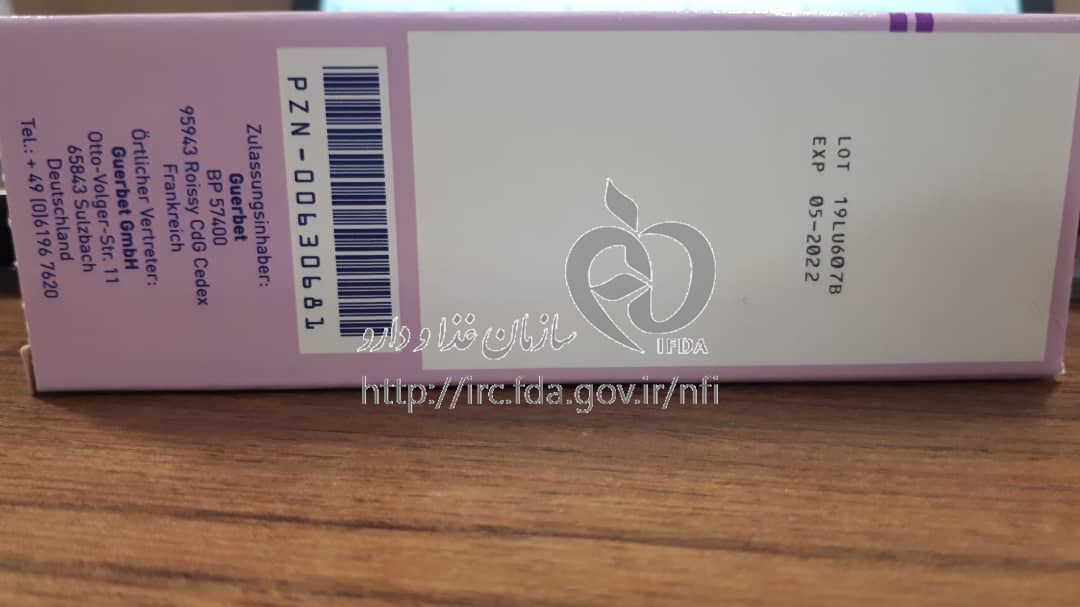 Zulassungsinhaber:
Guerbet
BP 57400
95943 Roissy CdG Cedex
Frankreich
Örtlicher Vertreter:
Guerbet GmbH
Otto-Volger-Str. 11
65843 Sulzbach
Deutschland
Tel.: + 49 (0)6196 7620
PZN-00630681
LOT 19LU607B
EXP 05-2022
سازمان غذا و دارو
IFDA
http://irc.fda.gov.ir/nfi